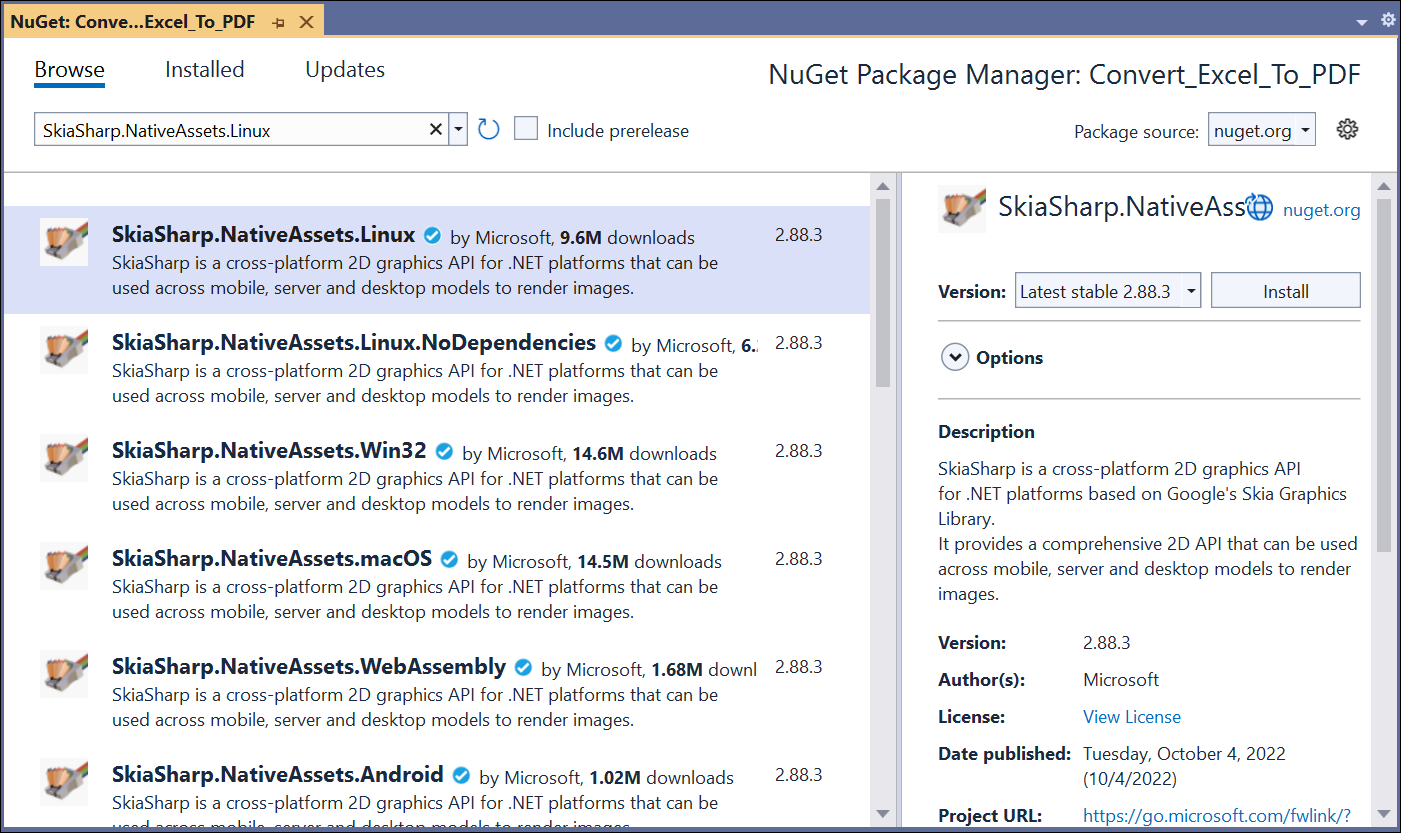 NuGet: Conve...Excel_To_PDF
Browse
Installed
Updates
NuGet Package Manager: Convert_Excel_To_PDF
SkiaSharp.NativeAssets.Linux
Include prerelease
Package source: nuget.org
SkiaSharp.NativeAssets.Linux by Microsoft, 9.6M downloads 2.88.3
SkiaSharp is a cross-platform 2D graphics API for .NET platforms that can be
used across mobile, server and desktop models to render images.
SkiaSharp.NativeAssets.Linux.NoDependencies by Microsoft, 6. 2.88.3
SkiaSharp is a cross-platform 2D graphics API for .NET platforms that can be
used across mobile, server and desktop models to render images.
SkiaSharp.NativeAssets.Win32 by Microsoft, 14.6M downloads 2.88.3
SkiaSharp is a cross-platform 2D graphics API for .NET platforms that can be
used across mobile, server and desktop models to render images.
SkiaSharp.NativeAssets.macOS by Microsoft, 14.5M downloads 2.88.3
SkiaSharp is a cross-platform 2D graphics API for .NET platforms that can be
used across mobile, server and desktop models to render images.
SkiaSharp.NativeAssets.WebAssembly by Microsoft, 1.68M downl 2.88.3
SkiaSharp is a cross-platform 2D graphics API for .NET platforms that can be
used across mobile, server and desktop models to render images.
SkiaSharp.NativeAssets.Android by Microsoft, 1.02M downloads 2.88.3
SkiaSharp is a cross-platform 2D graphics API for .NET platforms that can be
SkiaSharp.NativeAss nuget.org
Version: Latest stable 2.88.3 Install
Options
Description
SkiaSharp is a cross-platform 2D graphics API
for .NET platforms based on Google's Skia Graphics
Library.
It provides a comprehensive 2D API that can be used
across mobile, server and desktop models to render
images.
Version: 2.88.3
Author(s): Microsoft
License: View License
Date published: Tuesday, October 4, 2022
(10/4/2022)
Project URL: https://go.microsoft.com/fwlink/?